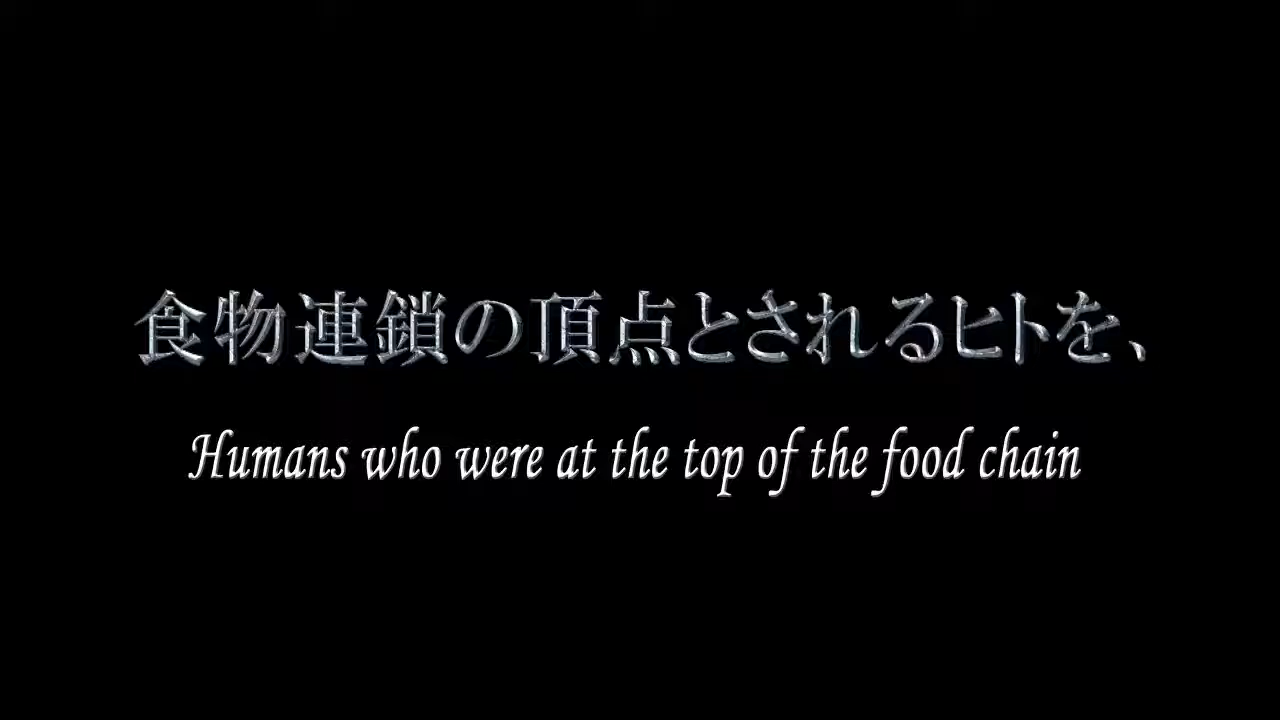 食物連鎖の頂点とされるヒトを、
Humans who were at the top of the food chain